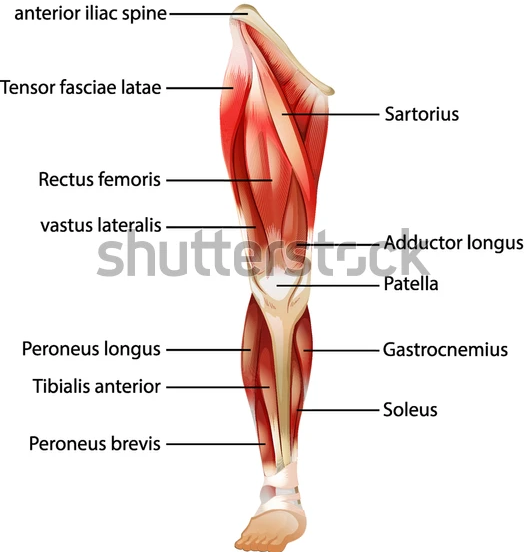 anterior iliac spine
Tensor fasciae latae
Sartorius
Rectus femoris
vastus lateralis
shutterstock
Adductor longus
Patella
Peroneus longus
Gastrocnemius
Tibialis anterior
Soleus
Peroneus brevis